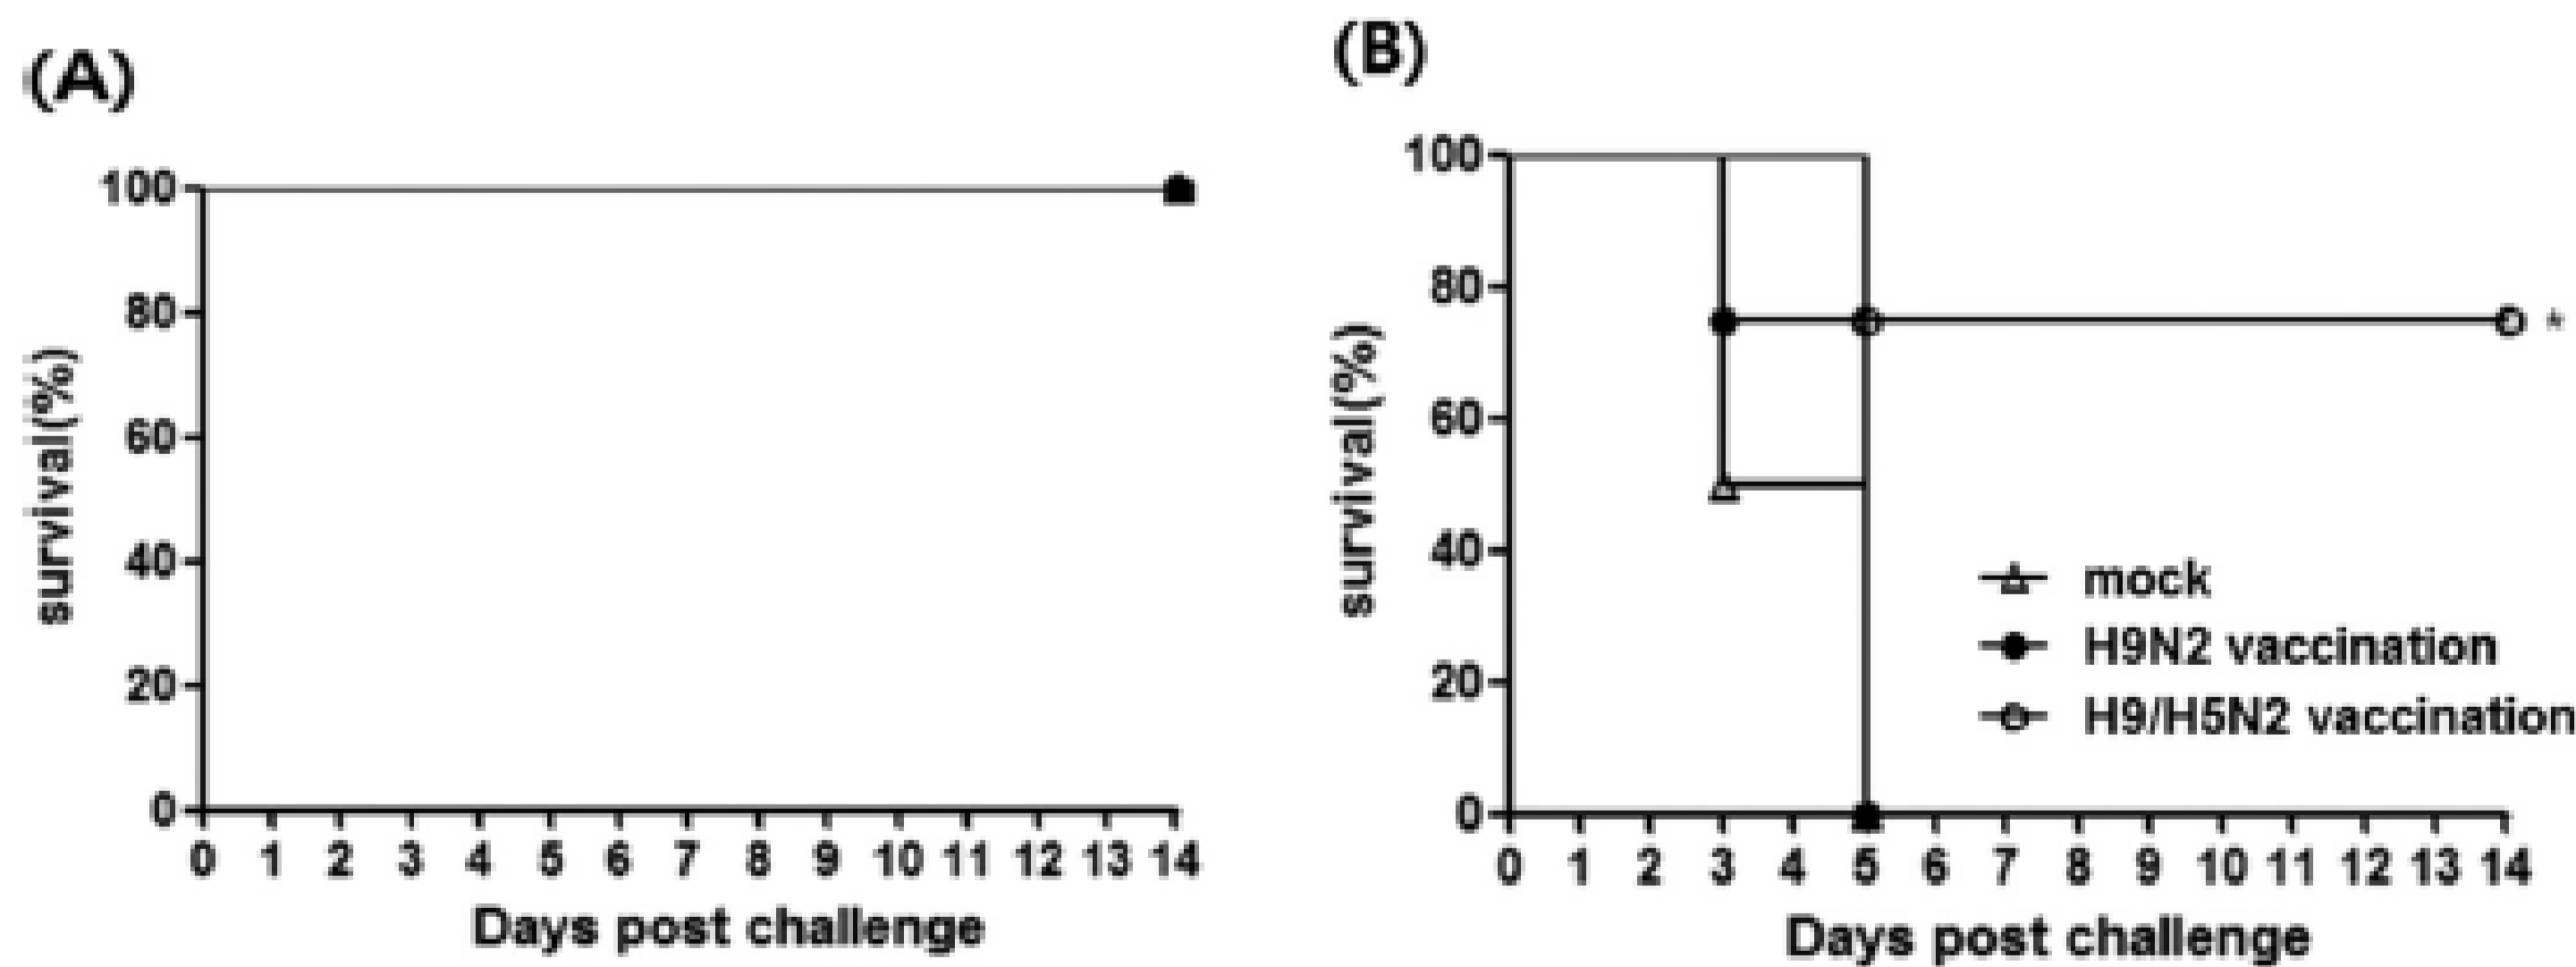 (A)
survival(%)
100
80
60
40
20
0
0 1 2 3 4 5 6 7 8 9 10 11 12 13 14
Days post challenge
(B)
survival(%)
100
80
60
40
20
0
*
mock
H9N2 vaccination
H9/H5N2 vaccination
0 1 2 3 4 5 6 7 8 9 10 11 12 13 14
Days post challenge